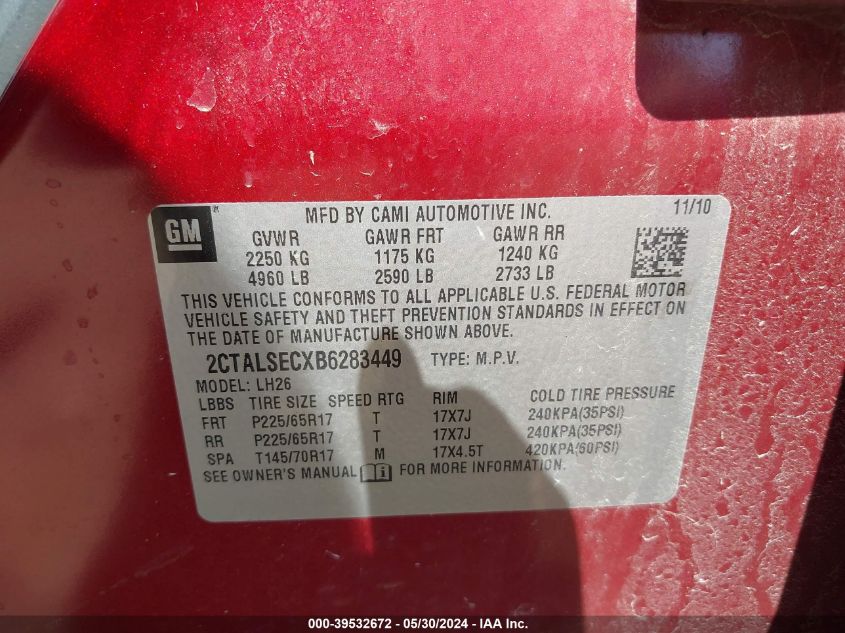 GM
MFD BY CAMI AUTOMOTIVE INC. 11/10
GVWR GAWR FRT GAWR RR
2250 KG 1175 KG 1240 KG
4960 LB 2590 LB 2733 LB
THIS VEHICLE CONFORMS TO ALL APPLICABLE U.S. FEDERAL MOTOR
VEHICLE SAFETY AND THEFT PREVENTION STANDARDS IN EFFECT ON
THE DATE OF MANUFACTURE SHOWN ABOVE.
2CTALSECXB6283449 TYPE: M.P.V.
MODEL: LH26
LBBS TIRE SIZE SPEED RTG RIM COLD TIRE PRESSURE
FRT P225/65R17 T 17X7J 240KPA(35PSI)
RR P225/65R17 T 17X7J 240KPA(35PSI)
SPA T145/70R17 M 17X4.5T 420KPA(60PSI)
SEE OWNER'S MANUAL FOR MORE INFORMATION.
000-39532672 - 05/30/2024 - IAA Inc.